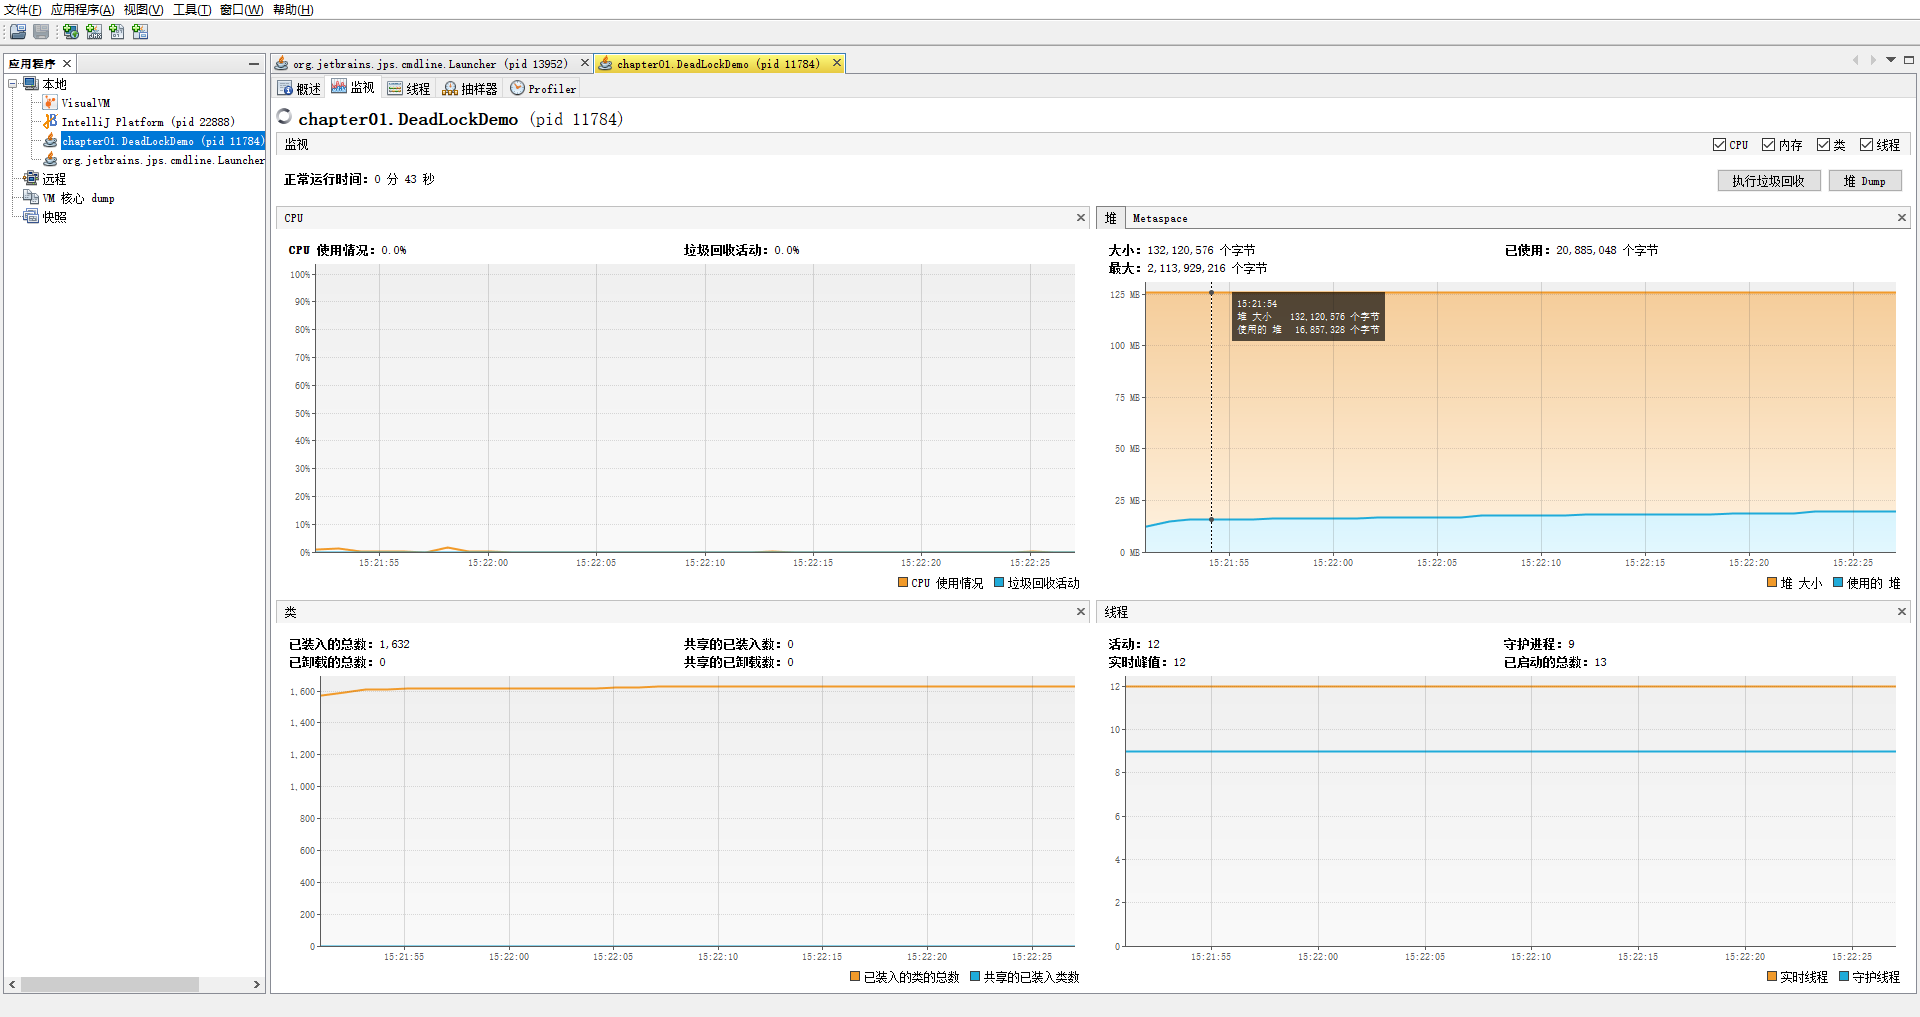 文件(F) 应用程序(A) 视图(V) 工具(T) 窗口(W) 帮助(H)
应用程序
本地
VisualVM
IntelliJ Platform (pid 22888)
chapter01.DeadLockDemo (pid 11784)
org.jetbrains.jps.cmdline.Launcher
远程
VM 核心 dump
快照
org.jetbrains.jps.cmdline.Launcher (pid 13952)
chapter01.DeadLockDemo (pid 11784)
概述 监视 线程 抽样器 Profiler
chapter01.DeadLockDemo (pid 11784)
监视
CPU 内存 类 线程
正常运行时间: 0 分 43 秒
执行垃圾回收 堆 Dump
CPU
CPU 使用情况: 0.0% 垃圾回收活动: 0.0%
100%
90%
80%
70%
60%
50%
40%
30%
20%
10%
0%
15:21:55 15:22:00 15:22:05 15:22:10 15:22:15 15:22:20 15:22:25
CPU 使用情况 垃圾回收活动
堆 Metaspace
大小: 132,120,576 个字节 已使用: 20,885,048 个字节
最大: 2,113,929,216 个字节
125 MB
100 MB
75 MB
50 MB
25 MB
0 MB
15:21:54
堆 大小 132,120,576 个字节
使用的 堆 16,857,328 个字节
15:21:55 15:22:00 15:22:05 15:22:10 15:22:15 15:22:20 15:22:25
堆 大小 使用的 堆
类
已装入的总数: 1,632 共享的已装入数: 0
已卸载的总数: 0 共享的已卸载数: 0
1,600
1,400
1,200
1,000
800
600
400
200
0
15:21:55 15:22:00 15:22:05 15:22:10 15:22:15 15:22:20 15:22:25
已装入的类的总数 共享的已装入类数
线程
活动: 12 守护进程: 9
实时峰值: 12 已启动的总数: 13
12
10
8
6
4
2
0
15:21:55 15:22:00 15:22:05 15:22:10 15:22:15 15:22:20 15:22:25
实时线程 守护线程